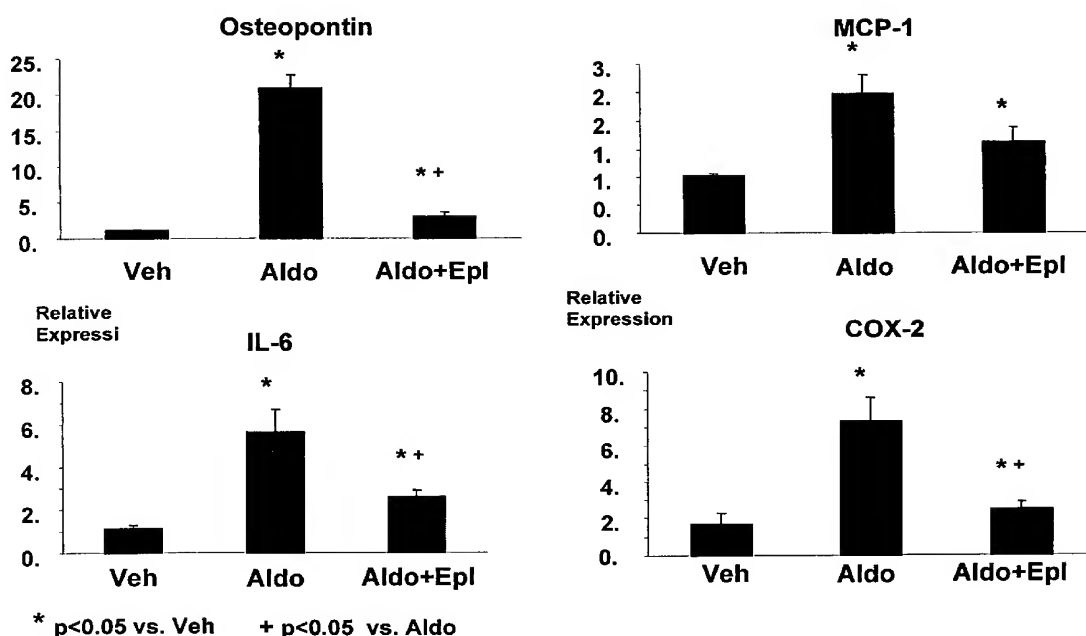 Osteopontin
*
25.
20.
15.
10.
* +
5.
0.
Veh Aldo Aldo+Epl
MCP-1
*
3.
2.
*
2.
1.
1.
0.
0.
Veh Aldo Aldo+Epl
Relative
Expressi
IL-6
*
8.
6.
* +
4.
2.
0.
Veh Aldo Aldo+Epl
Relative
Expression
COX-2
*
10.
8.
6.
* +
4.
2.
0.
Veh Aldo Aldo+Epl
* p<0.05 vs. Veh + p<0.05 vs. Aldo